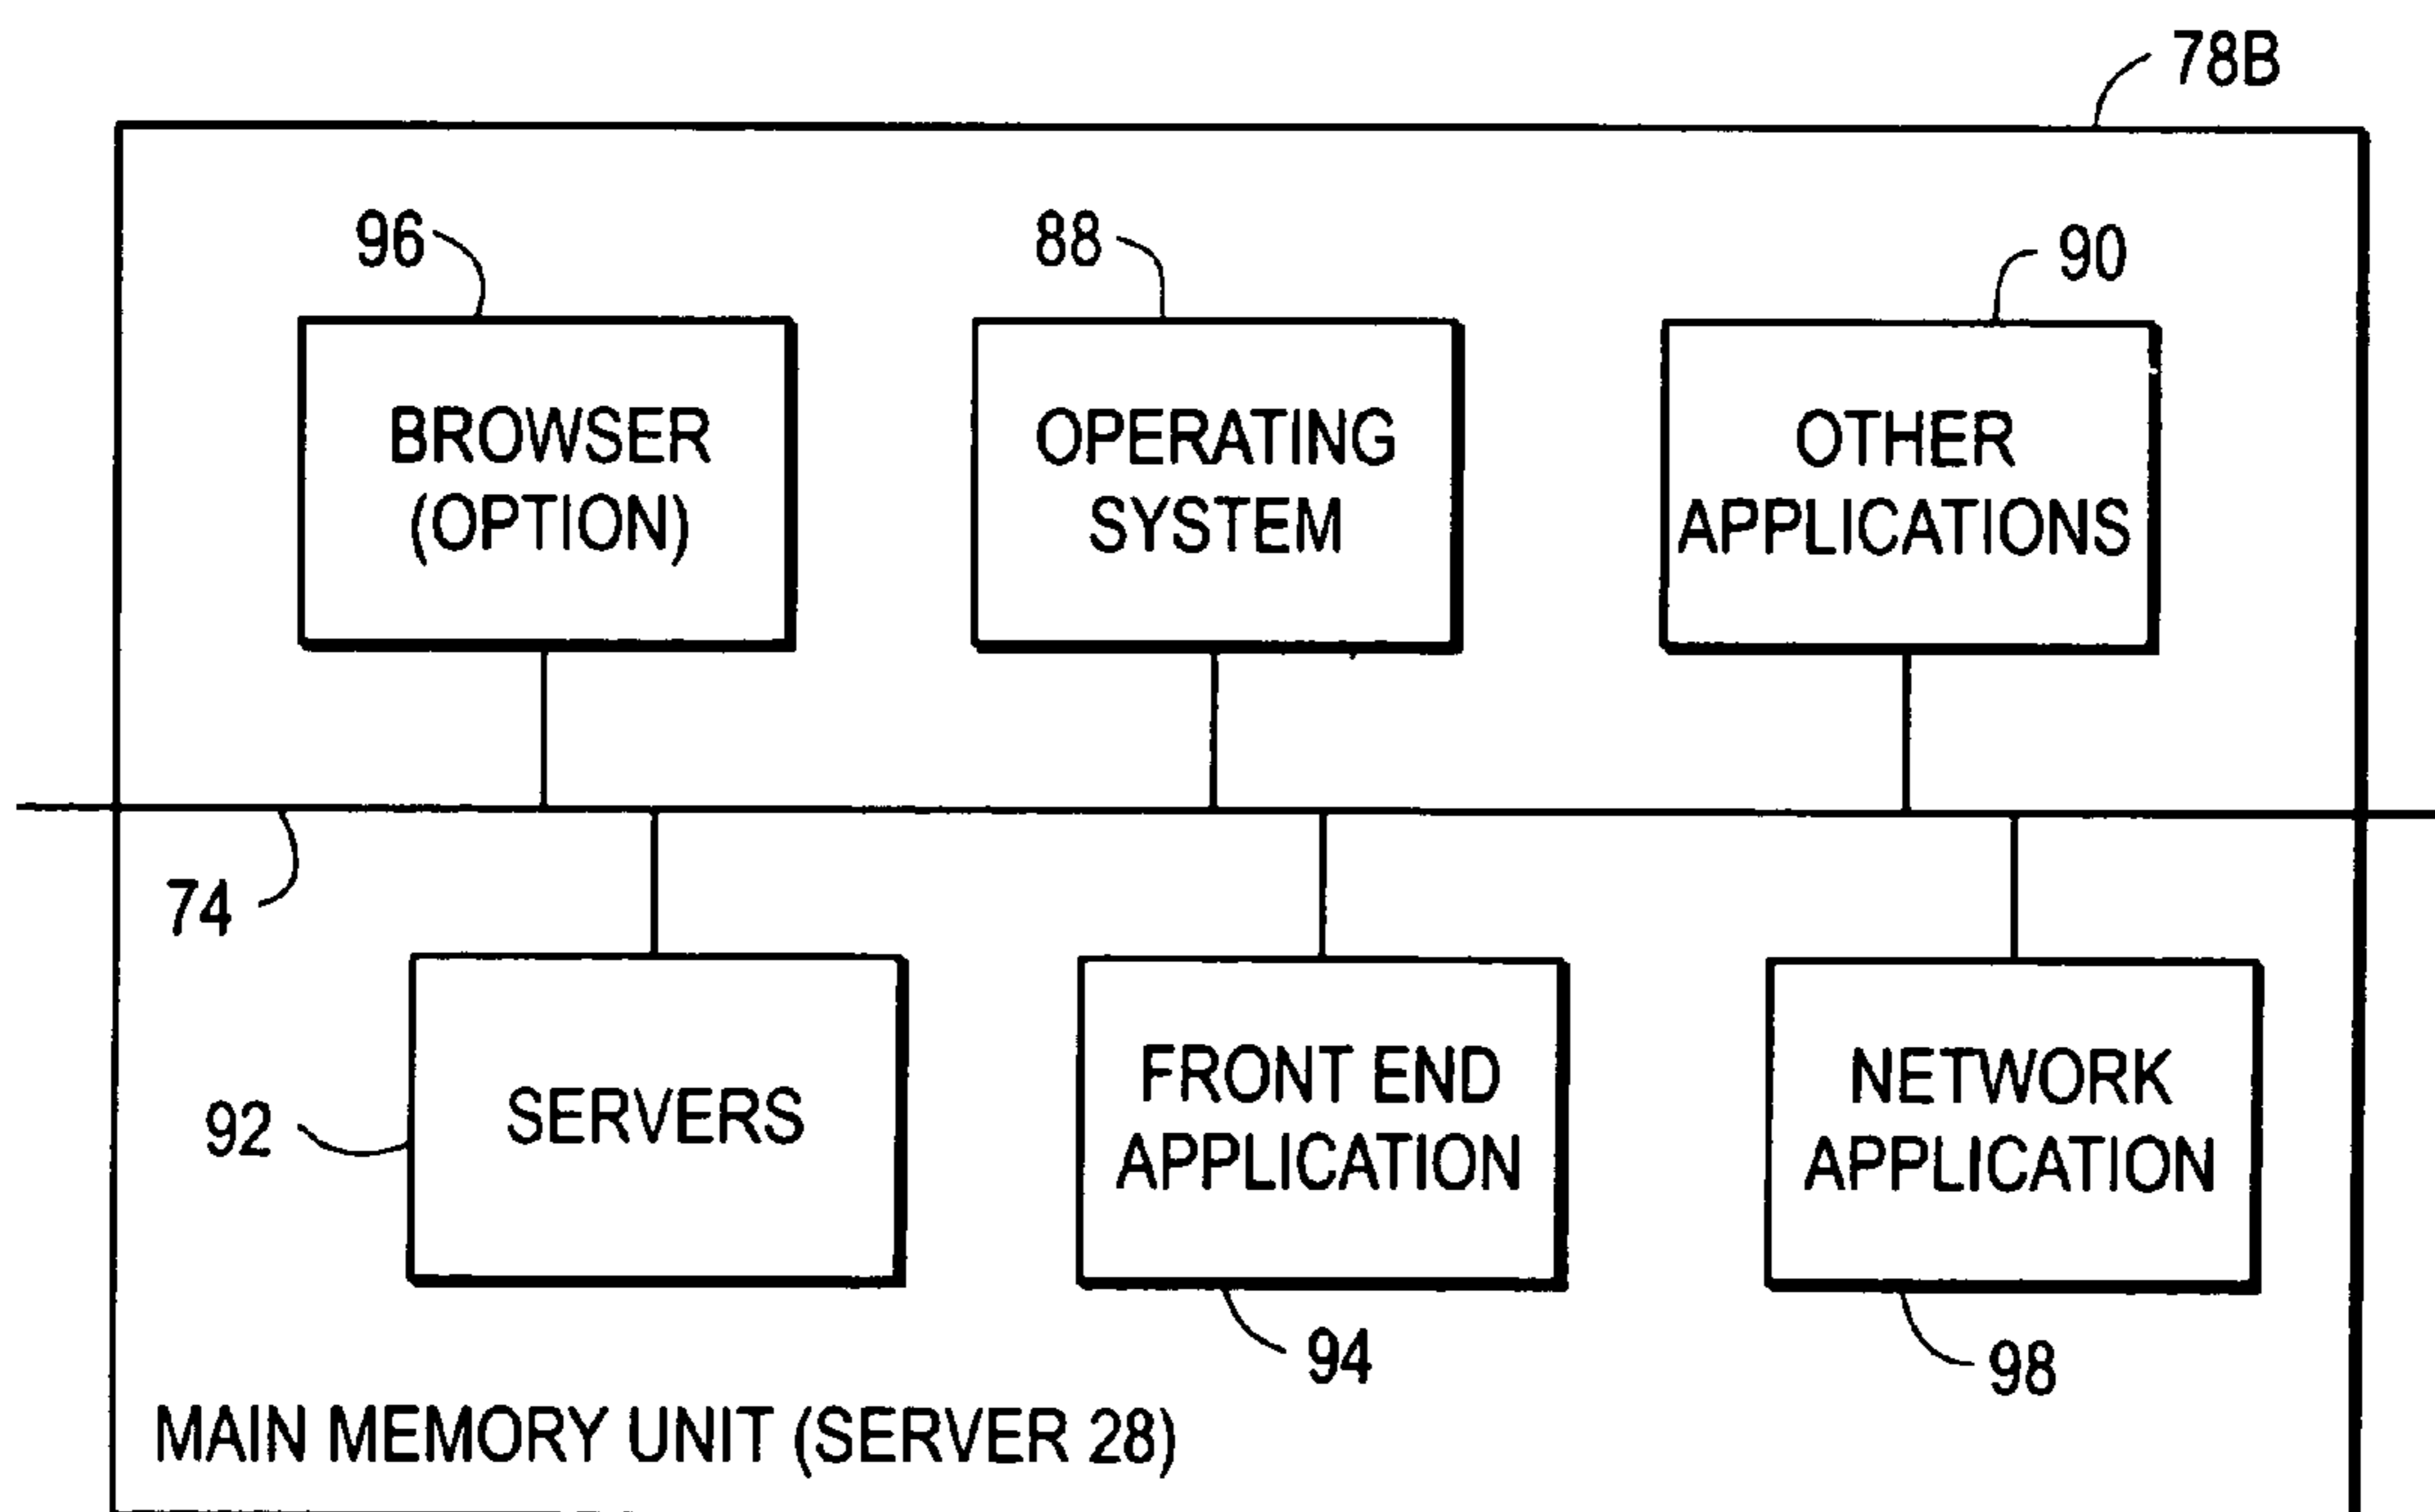 78B
96
88
90
BROWSER
(OPTION)
OPERATING
SYSTEM
OTHER
APPLICATIONS
74
92
SERVERS
FRONT END
APPLICATION
NETWORK
APPLICATION
94
98
MAIN MEMORY UNIT (SERVER 28)